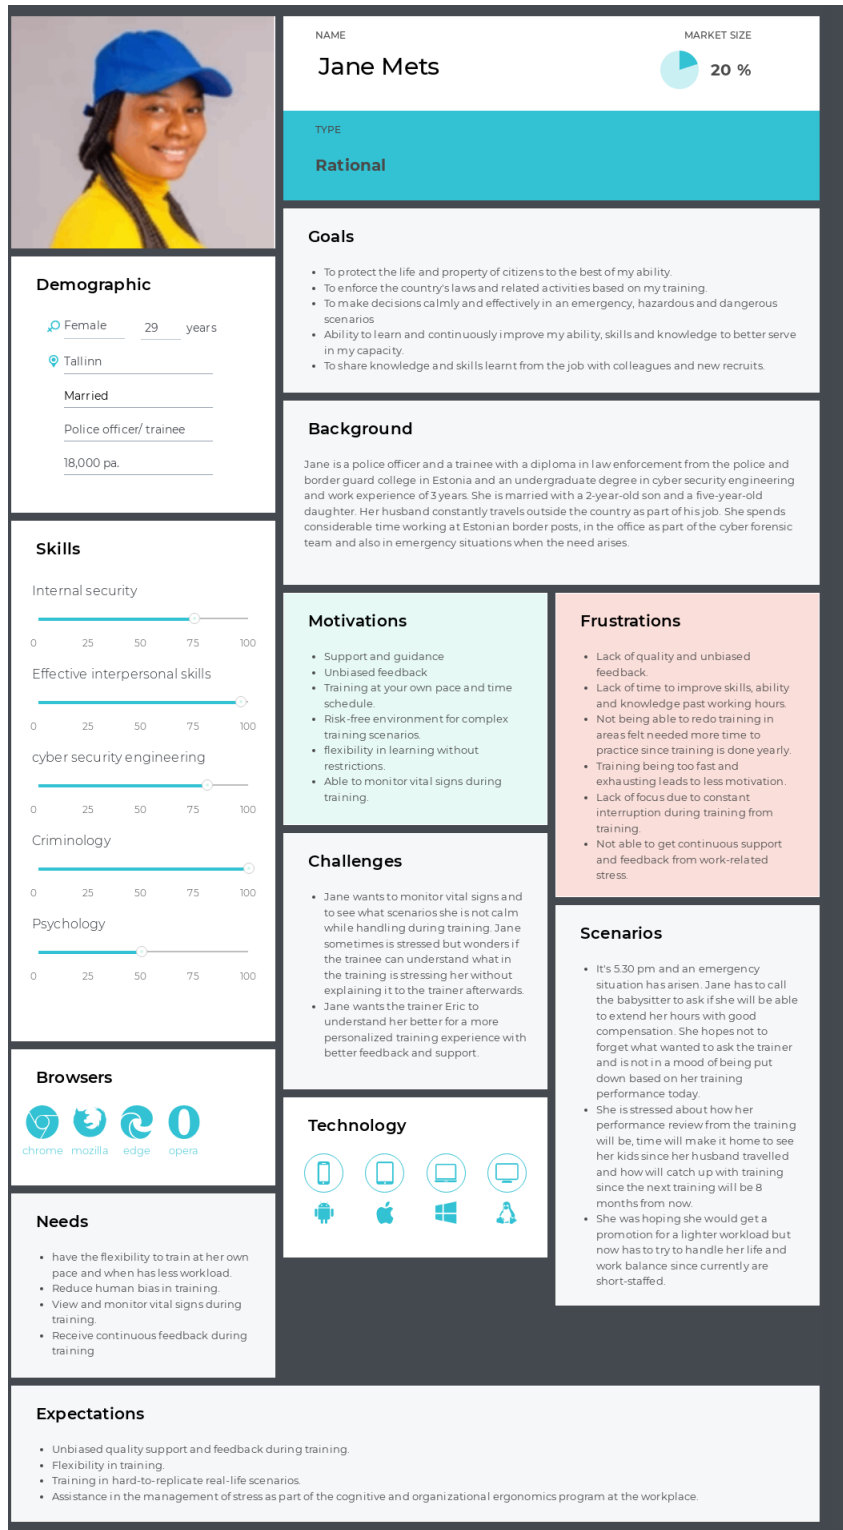 NAME
MARKET SIZE
Jane Mets
20 %
TYPE
Rational
Demographic
Female
29
years
Tallinn
Married
Police officer/ trainee
18,000 pa.
Goals
• To protect the life and property of citizens to the best of my ability.
• To enforce the country's laws and related activities based on my training.
• To make decisions calmly and effectively in an emergency, hazardous and dangerous
scenarios
• Ability to learn and continuously improve my ability, skills and knowledge to better serve
in my capacity.
• To share knowledge and skills learnt from the job with colleagues and new recruits.
Background
Jane is a police officer and a trainee with a diploma in law enforcement from the police and
border guard college in Estonia and an undergraduate degree in cyber security engineering
and work experience of 3 years. She is married with a 2-year-old son and a five-year-old
daughter. Her husband constantly travels outside the country as part of his job. She spends
considerable time working at Estonian border posts, in the office as part of the cyber forensic
team and also in emergency situations when the need arises.
Skills
Internal security
0 25 50 75 100
Effective interpersonal skills
0 25 50 75 100
cyber security engineering
0 25 50 75 100
Criminology
0 25 50 75 100
Psychology
0 25 50 75 100
Motivations
• Support and guidance
• Unbiased feedback
• Training at your own pace and time
schedule.
• Risk-free environment for complex
training scenarios.
• flexibility in learning without
restrictions.
• Able to monitor vital signs during
training.
Frustrations
• Lack of quality and unbiased
feedback.
• Lack of time to improve skills, ability
and knowledge past working hours.
• Not being able to redo training in
areas felt needed more time to
practice since training is done yearly.
• Training being too fast and
exhausting leads to less motivation.
• Lack of focus due to constant
interruption during training from
training.
• Not able to get continuous support
and feedback from work-related
stress.
Challenges
• Jane wants to monitor vital signs and
to see what scenarios she is not calm
while handling during training. Jane
sometimes is stressed but wonders if
the trainee can understand what in
the training is stressing her without
explaining it to the trainer afterwards.
• Jane wants the trainer Eric to
understand her better for a more
personalized training experience with
better feedback and support.
Scenarios
• It's 5.30 pm and an emergency
situation has arisen. Jane has to call
the babysitter to ask if she will be able
to extend her hours with good
compensation. She hopes not to
forget what wanted to ask the trainer
and is not in a mood of being put
down based on her training
performance today.
• She is stressed about how her
performance review from the training
will be, time will make it home to see
her kids since her husband travelled
and how will catch up with training
since the next training will be 8
months from now.
• She was hoping she would get a
promotion for a lighter workload but
now has to try to handle her life and
work balance since currently are
short-staffed.
Browsers
chrome mozilla edge opera
Technology
Needs
• have the flexibility to train at her own
pace and when has less workload.
• Reduce human bias in training.
• View and monitor vital signs during
training.
• Receive continuous feedback during
training
Expectations
• Unbiased quality support and feedback during training.
• Flexibility in training.
• Training in hard-to-replicate real-life scenarios.
• Assistance in the management of stress as part of the cognitive and organizational ergonomics program at the workplace.